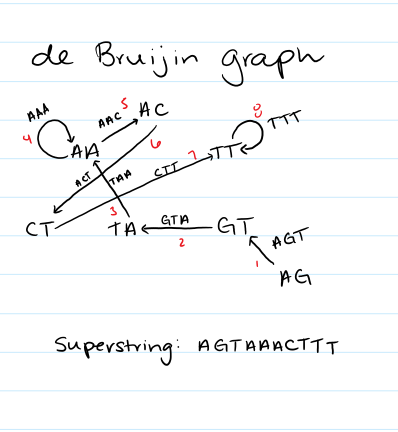 de Bruijin graph
AAA
4
AAC
5
AC
8
TTT
AA
6
ACT
TAA
CTT
7
TT
CT
3
TA
GTA
2
GT
AGT
1
AG
Superstring: AGTAAACTTT